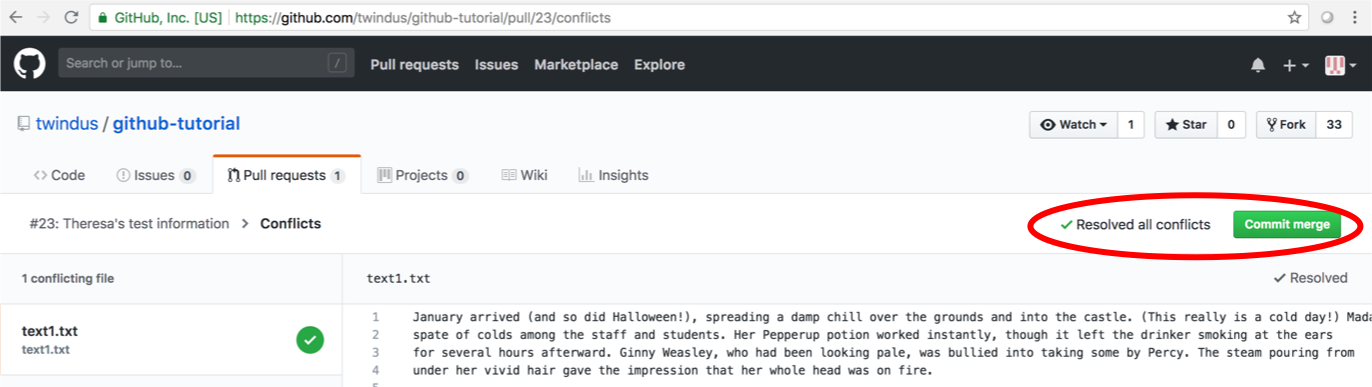 GitHub, Inc. [US] https://github.com/twindus/github-tutorial/pull/23/conflicts
Search or jump to... /
Pull requests Issues Marketplace Explore
twindus / github-tutorial
Watch 1 Star 0 Fork 33
Code Issues 0 Pull requests 1 Projects 0 Wiki Insights
#23: Theresa's test information > Conflicts
Resolved all conflicts Commit merge
1 conflicting file
text1.txt
Resolved
text1.txt
text1.txt
1 January arrived (and so did Halloween!), spreading a damp chill over the grounds and into the castle. (This really is a cold day!) Mada
2 spate of colds among the staff and students. Her Pepperup potion worked instantly, though it left the drinker smoking at the ears
3 for several hours afterward. Ginny Weasley, who had been looking pale, was bullied into taking some by Percy. The steam pouring from
4 under her vivid hair gave the impression that her whole head was on fire.